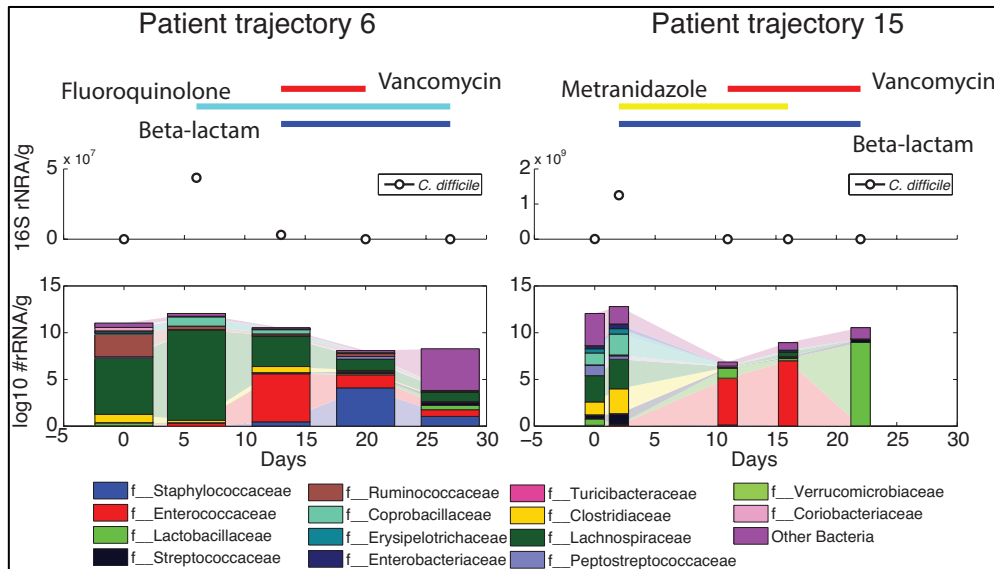 Patient trajectory 6
Patient trajectory 15
Vancomycin
Fluoroquinolone
Beta-lactam
Vancomycin
Metranidazole
Beta-lactam
16S rNRA/g
x 10^7
5
0
C. difficile
x 10^9
2
1
0
C. difficile
log10 #rRNA/g
15
10
5
0
-5 0 5 10 15 20 25 30
Days
15
10
5
0
-5 0 5 10 15 20 25 30
Days
f__Staphylococcaceae
f__Enterococcaceae
f__Lactobacillaceae
f__Streptococcaceae
f__Ruminococcaceae
f__Coprobacillaceae
f__Erysipelotrichaceae
f__Enterobacteriaceae
f__Turicibacteraceae
f__Clostridiaceae
f__Lachnospiraceae
f__Peptostreptococcaceae
f__Verrucomicrobiaceae
f__Coriobacteriaceae
Other Bacteria